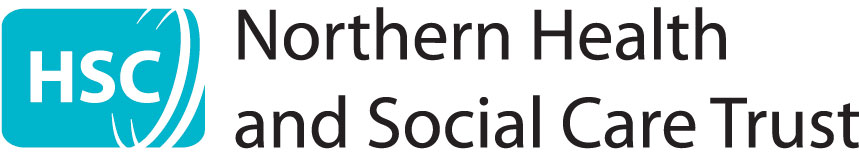 HSC
Northern Health
and Social Care Trust